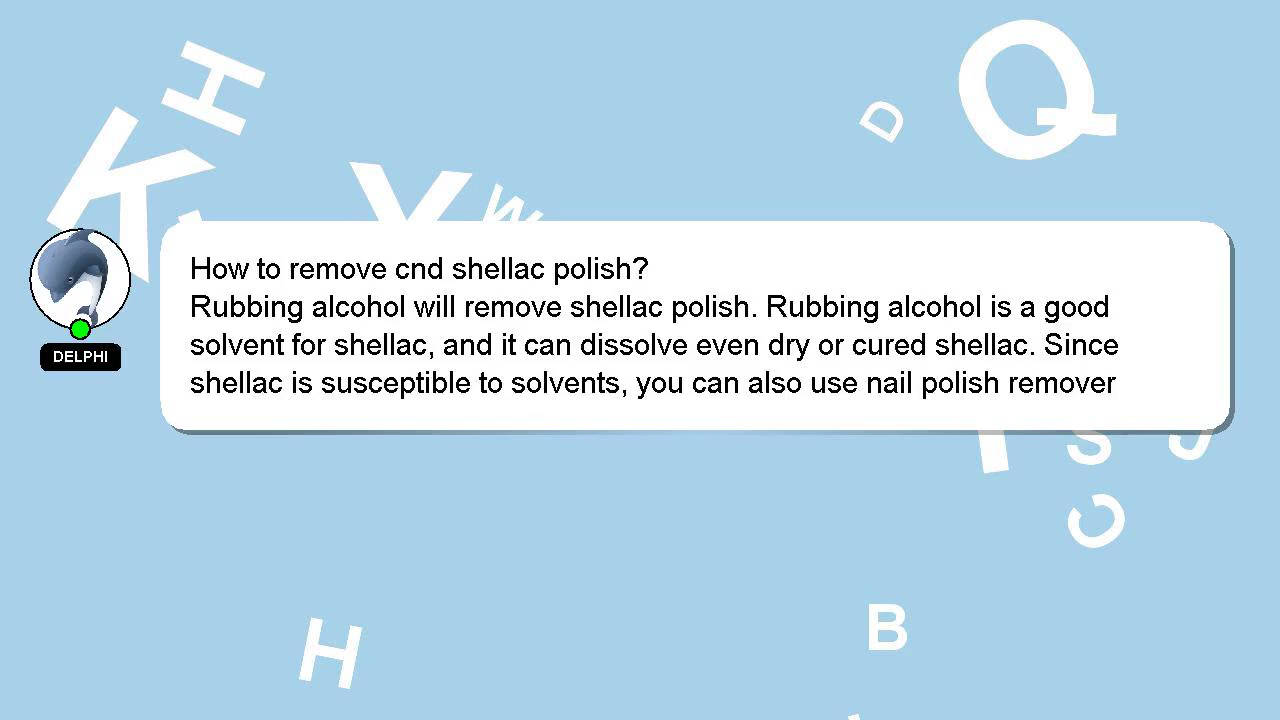 H
K
Q
D
Y
W
How to remove cnd shellac polish?
Rubbing alcohol will remove shellac polish. Rubbing alcohol is a good
solvent for shellac, and it can dissolve even dry or cured shellac. Since
shellac is susceptible to solvents, you can also use nail polish remover
DELPHI
S
J
C
B
H